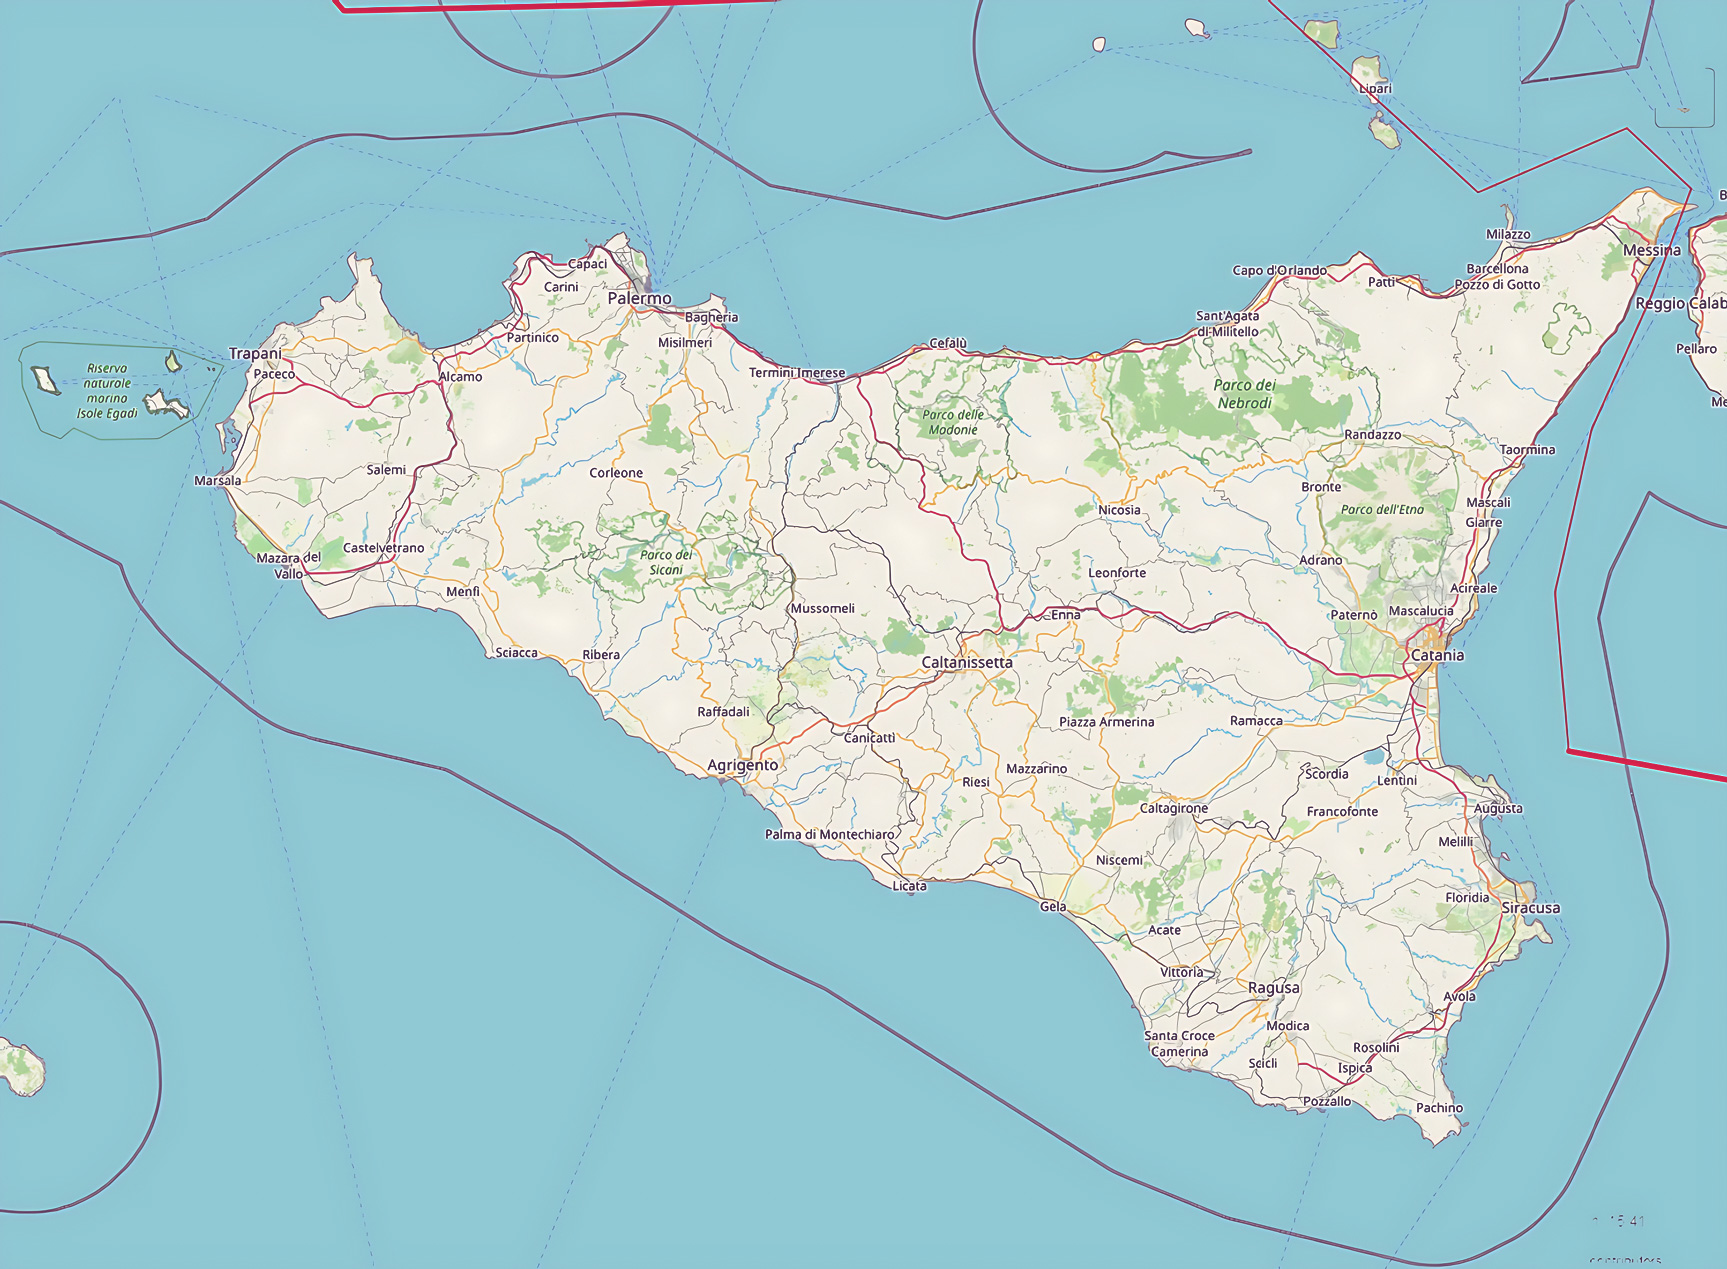 Lipari
Milazzo
Messina
Capo d'Orlando
Barcellona
Pozzo di Gotto
Patti
Reggio Calab
Capaci
Carini
Palermo
Bagheria
Sant'Agata
di Militello
Partinico
Misilmeri
Cefalù
Pellaro
Trapani
Paceco
Riserva
naturale
marina
Isole Egadi
Alcamo
Termini Imerese
Parco dei
Nebrodi
Me
Parco delle
Madonie
Randazzo
Taormina
Salemi
Corleone
Marsala
Bronte
Mascali
Nicosia
Parco dell'Etna
Giarre
Castelvetrano
Mazara del
Vallo
Parco dei
Sicani
Adrano
Leonforte
Menfi
Acireale
Mussomeli
Enna
Paternò
Mascalucia
Sciacca
Ribera
Caltanissetta
Catania
Raffadali
Piazza Armerina
Ramacca
Canicattì
Agrigento
Riesi
Mazzarino
Scordia
Lentini
Caltagirone
Francofonte
Augusta
Palma di Montechiaro
Melilli
Niscemi
Licata
Gela
Floridia
Siracusa
Acate
Vittoria
Ragusa
Avola
Modica
Santa Croce
Camerina
Rosolini
Scicli
Ispica
Pozzallo
Pachino